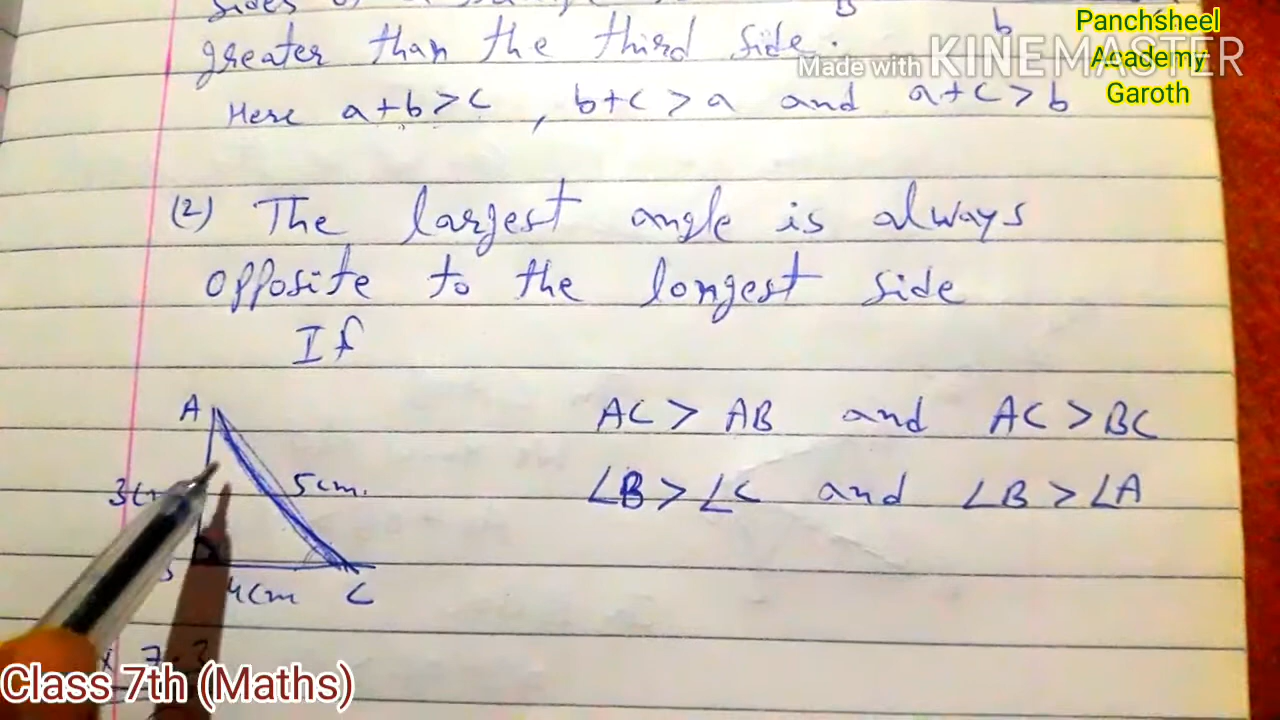 greater than the third side.
Here a+b>c , b+c>a and a+c>b
b
Panchsheel
Academy
Garoth
Made with KINEMASTER
(2) The largest angle is always
opposite to the longest side
If
A
AC > AB and AC > BC
5cm.
∠B > ∠C and ∠B > ∠A
4cm C
Class 7th (Maths)